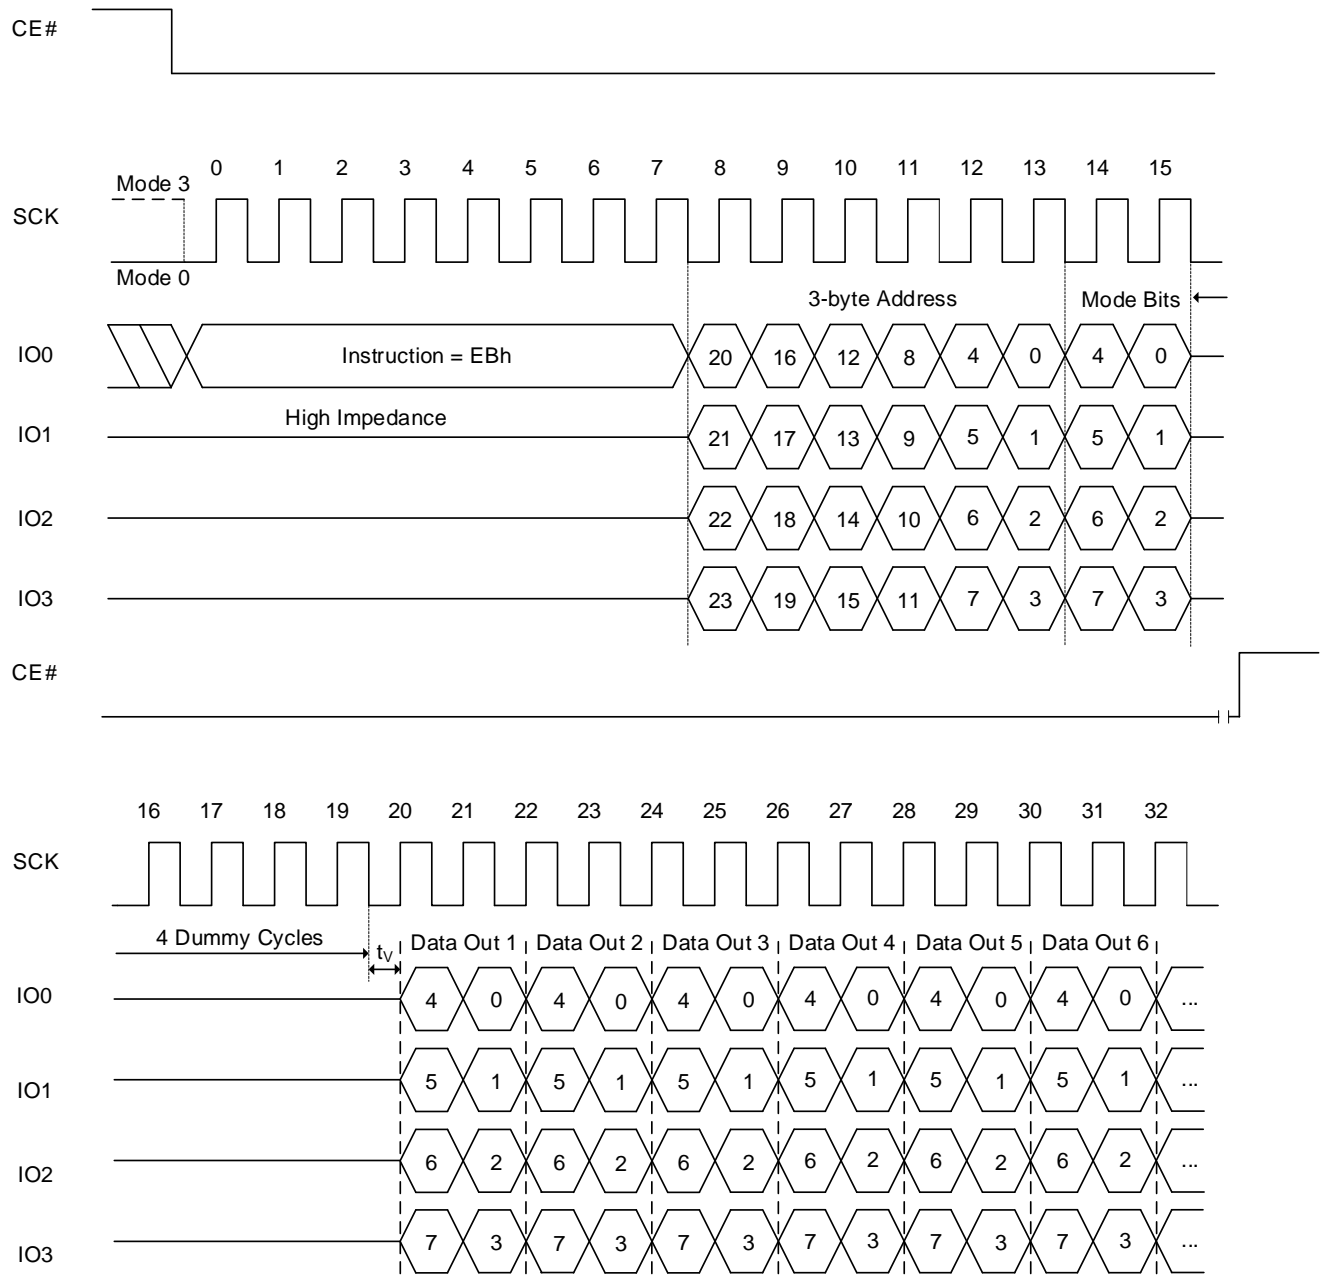 CE#
0 1 2 3 4 5 6 7 8 9 10 11 12 13 14 15
Mode 3
SCK
Mode 0
3-byte Address Mode Bits
IO0 Instruction = EBh 20 16 12 8 4 0 4 0
High Impedance
IO1 21 17 13 9 5 1 5 1
IO2 22 18 14 10 6 2 6 2
IO3 23 19 15 11 7 3 7 3
CE#
16 17 18 19 20 21 22 23 24 25 26 27 28 29 30 31 32
SCK
4 Dummy Cycles tV Data Out 1 Data Out 2 Data Out 3 Data Out 4 Data Out 5 Data Out 6
IO0 4 0 4 0 4 0 4 0 4 0 4 0 ...
IO1 5 1 5 1 5 1 5 1 5 1 5 1 ...
IO2 6 2 6 2 6 2 6 2 6 2 6 2 ...
IO3 7 3 7 3 7 3 7 3 7 3 7 3 ...